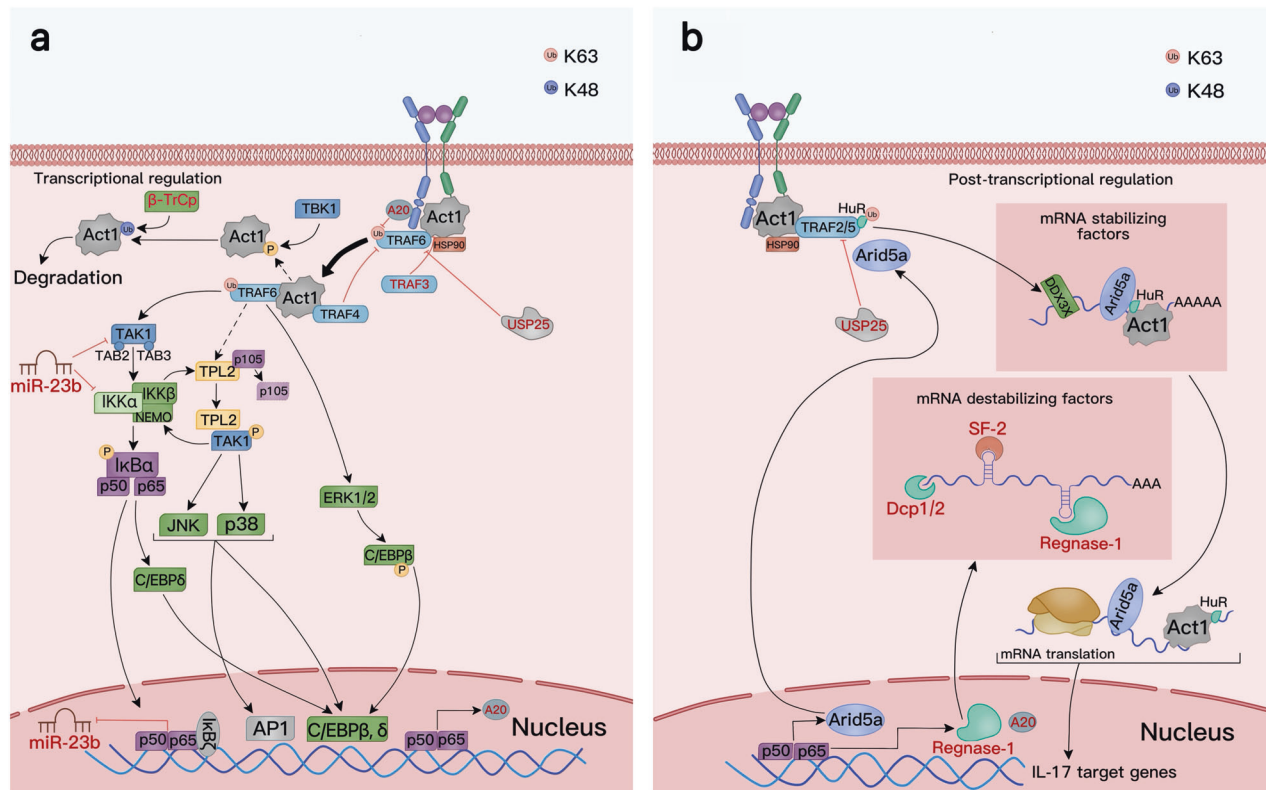 a
Ub K63
Ub K48
Transcriptional regulation
β-TrCp
TBK1
A20
Act1
Act1
Ub
Act1
P
Ub
TRAF6
HSP90
Degradation
TRAF3
Ub
TRAF6
Act1
TRAF4
USP25
TAK1
TAB2 TAB3
miR-23b
p105
TPL2
p105
IKKα
IKKβ
NEMO
TPL2
TAK1
P
P
IκBα
p50 p65
ERK1/2
JNK p38
C/EBPβ
P
C/EBPδ
miR-23b
p50 p65
IκBζ
AP1
C/EBPβ, δ
p50 p65
A20
Nucleus
b
Ub K63
Ub K48
Post-transcriptional regulation
Act1
HSP90
TRAF2/5
HuR
Ub
Arid5a
USP25
mRNA stabilizing
factors
DDX3X
Arid5a
HuR
Act1
AAAAA
mRNA destabilizing factors
SF-2
Dcp1/2
AAA
Regnase-1
Arid5a
Act1
HuR
mRNA translation
p50 p65
Arid5a
Regnase-1
A20
Nucleus
IL-17 target genes